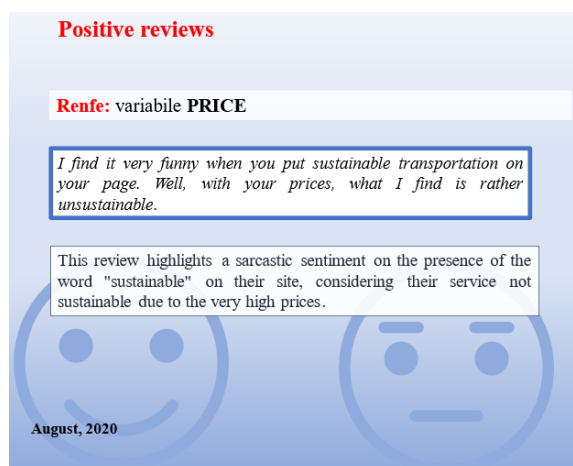 Positive reviews
Renfe: variabile PRICE
I find it very funny when you put sustainable transportation on
your page. Well, with your prices, what I find is rather
unsustainable.
This review highlights a sarcastic sentiment on the presence of the
word "sustainable" on their site, considering their service not
sustainable due to the very high prices.
August, 2020